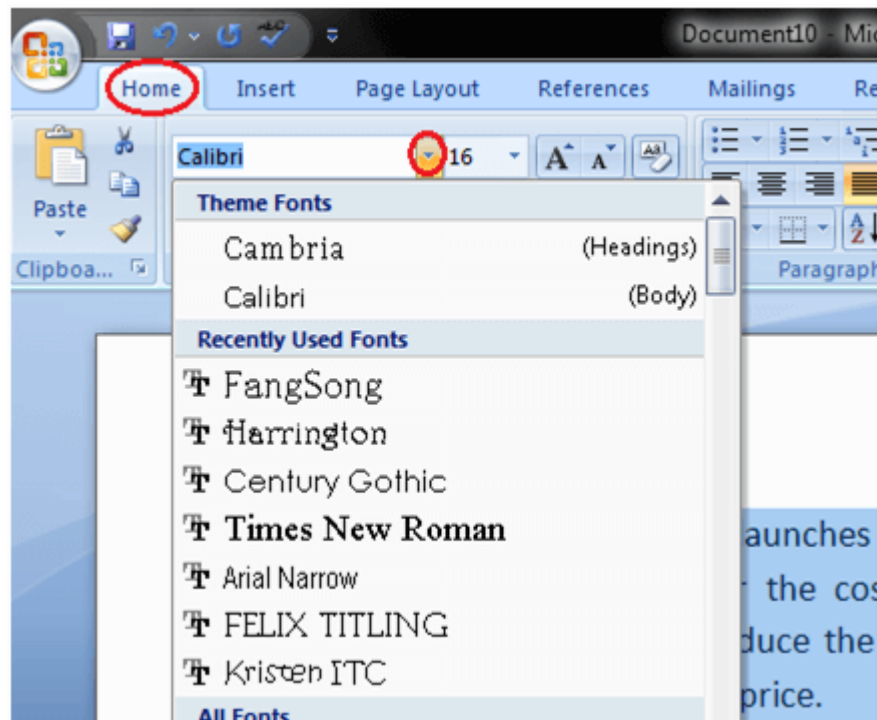 Document10 - Mic
Home Insert Page Layout References Mailings Re
Calibri 16
Paste
Clipboa... Paragraph
Theme Fonts
Cambria (Headings)
Calibri (Body)
Recently Used Fonts
FangSong
Harrington
Century Gothic
Times New Roman
Arial Narrow
FELIX TITLING
Kristen ITC
All Fonts
aunches
the cos
duce the
price.